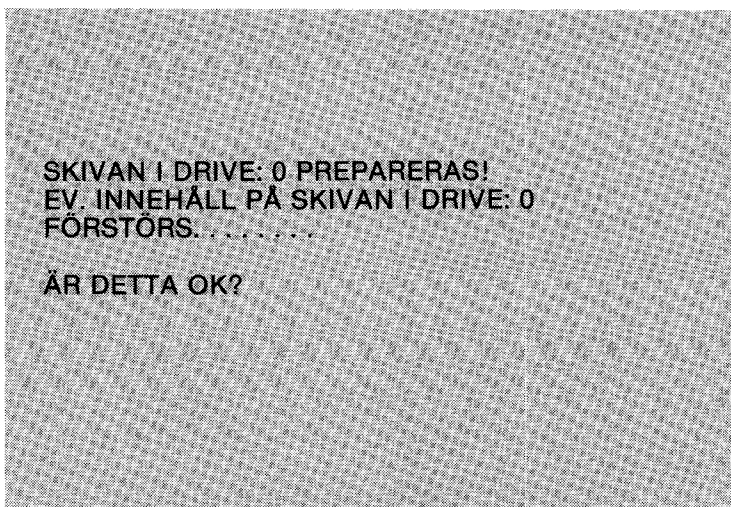 SKIVAN I DRIVE: 0 PREPARERAS!
EV. INNEHÅLL PÅ SKIVAN I DRIVE: 0
FÖRSTÖRS. . . . . . . .
ÄR DETTA OK?